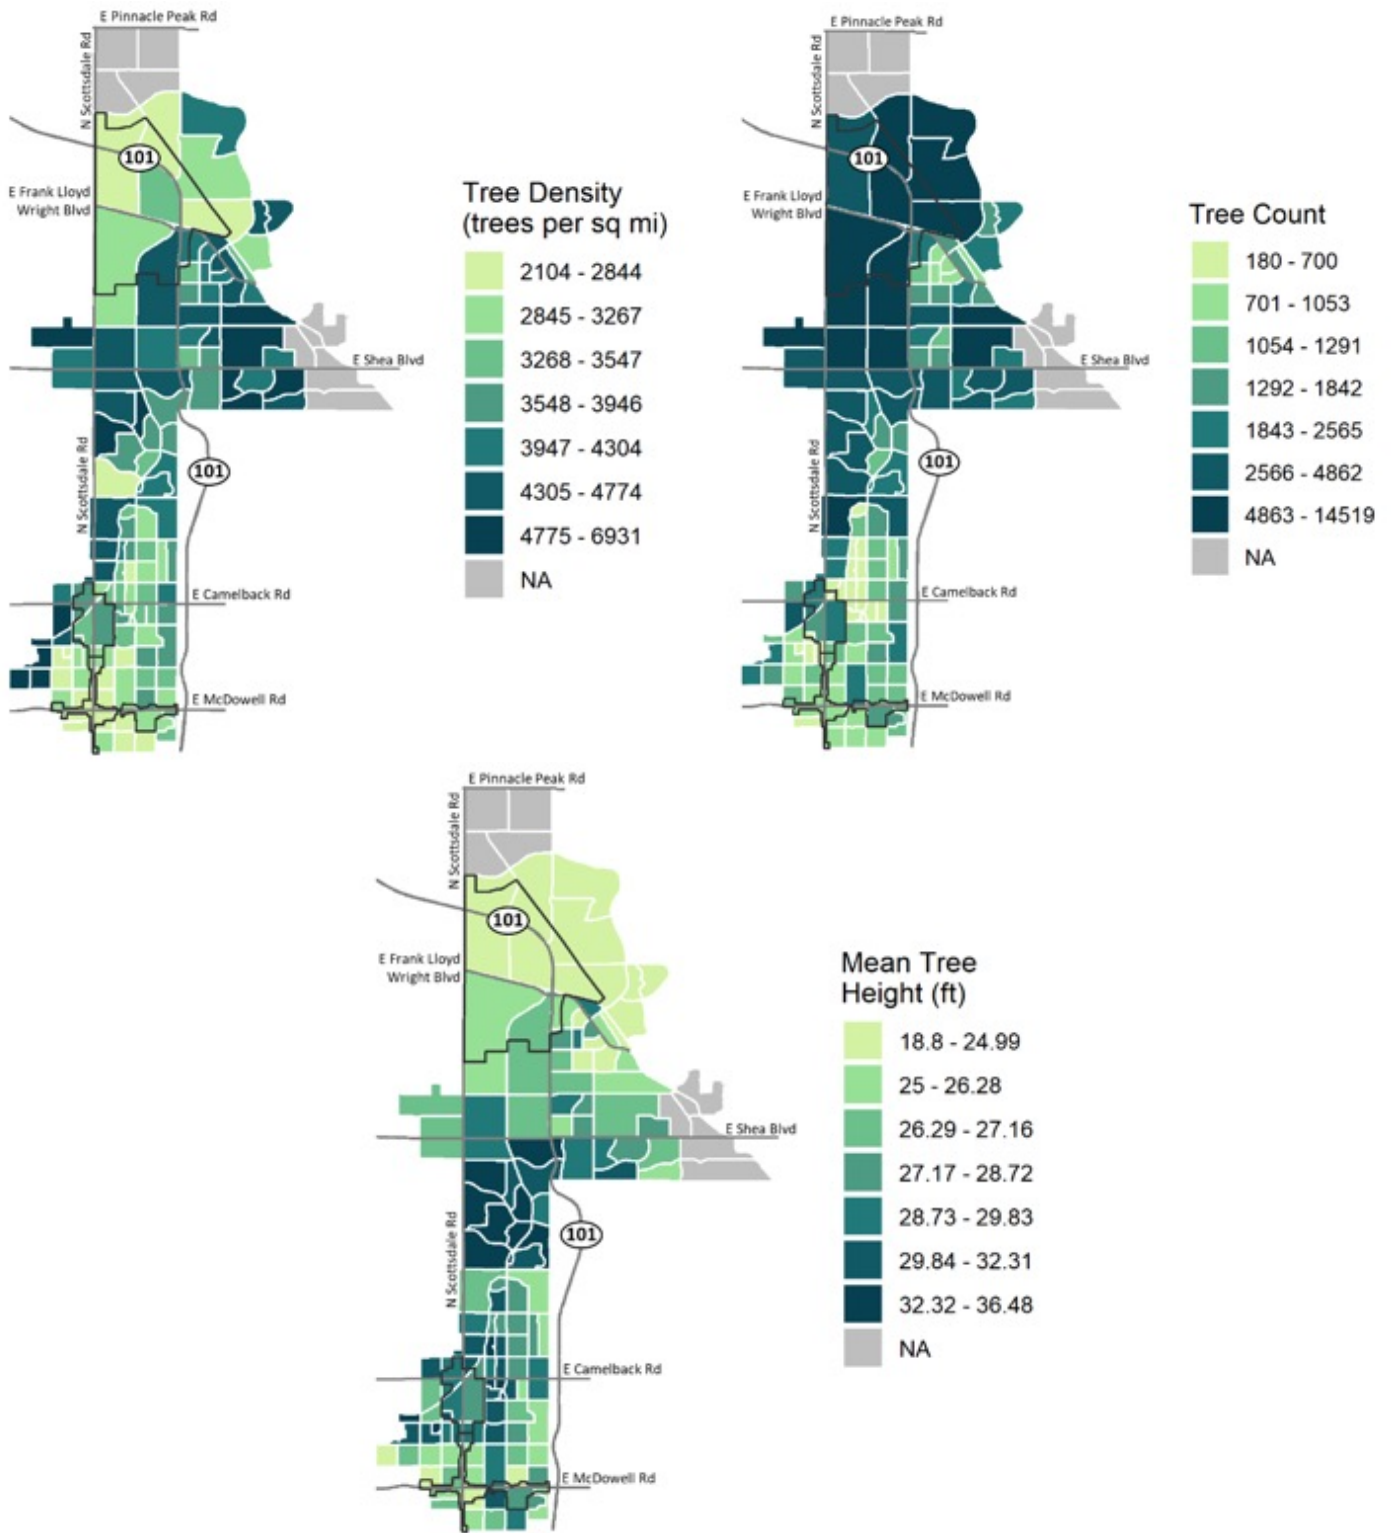 E Pinnacle Peak Rd
N Scottsdale Rd
101
E Frank Lloyd
Wright Blvd
E Shea Blvd
N Scottsdale Rd
101
E Camelback Rd
E McDowell Rd
Tree Density
(trees per sq mi)
2104 - 2844
2845 - 3267
3268 - 3547
3548 - 3946
3947 - 4304
4305 - 4774
4775 - 6931
NA
E Pinnacle Peak Rd
N Scottsdale Rd
101
E Frank Lloyd
Wright Blvd
E Shea Blvd
N Scottsdale Rd
101
E Camelback Rd
E McDowell Rd
Tree Count
180 - 700
701 - 1053
1054 - 1291
1292 - 1842
1843 - 2565
2566 - 4862
4863 - 14519
NA
E Pinnacle Peak Rd
N Scottsdale Rd
101
E Frank Lloyd
Wright Blvd
E Shea Blvd
N Scottsdale Rd
101
E Camelback Rd
E McDowell Rd
Mean Tree
Height (ft)
18.8 - 24.99
25 - 26.28
26.29 - 27.16
27.17 - 28.72
28.73 - 29.83
29.84 - 32.31
32.32 - 36.48
NA